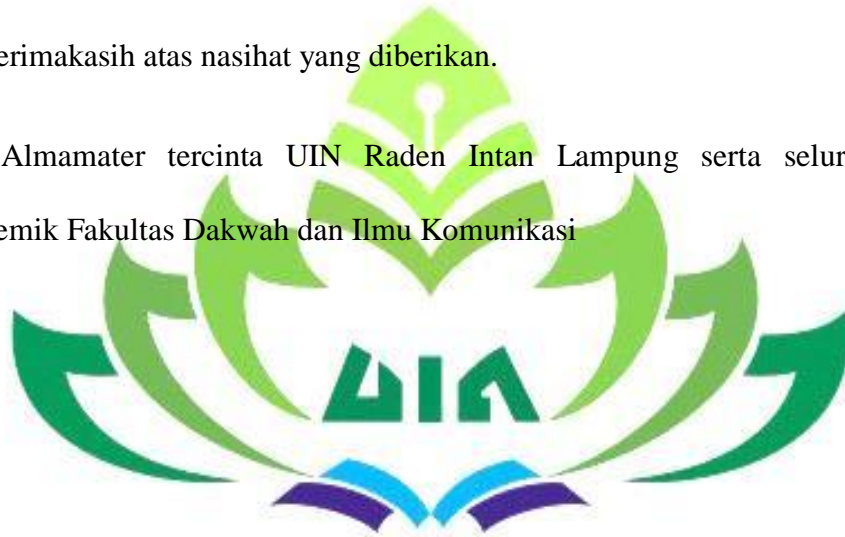 erimakasih atas nasihat yang diberikan.
Almamater tercinta UIN Raden Intan Lampung serta selur
emik Fakultas Dakwah dan Ilmu Komunikasi
UIN